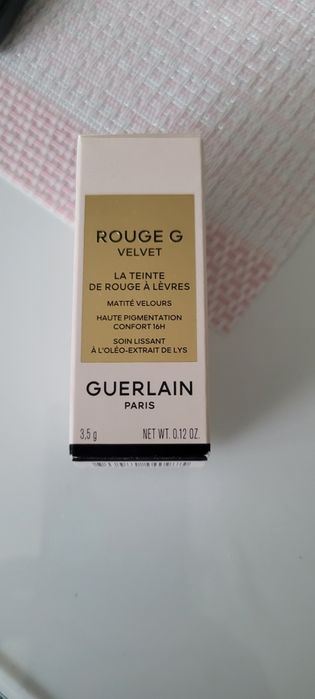 ROUGE G
VELVET
LA TEINTE
DE ROUGE À LÈVRES
MATITÉ VELOURS
HAUTE PIGMENTATION
CONFORT 16H
SOIN LISSANT
À L'OLÉO-EXTRAIT DE LYS
GUERLAIN
PARIS
3,5 g NET WT. 0.12 OZ.